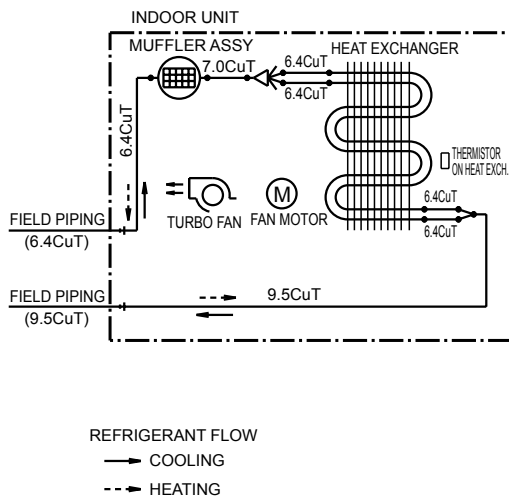 INDOOR UNIT
MUFFLER ASSY
HEAT EXCHANGER
7.0CuT
6.4CuT
6.4CuT
6.4CuT
THERMISTOR
ON HEAT EXCH.
M
TURBO FAN
FAN MOTOR
6.4CuT
6.4CuT
FIELD PIPING
(6.4CuT)
FIELD PIPING
(9.5CuT)
9.5CuT
REFRIGERANT FLOW
COOLING
HEATING